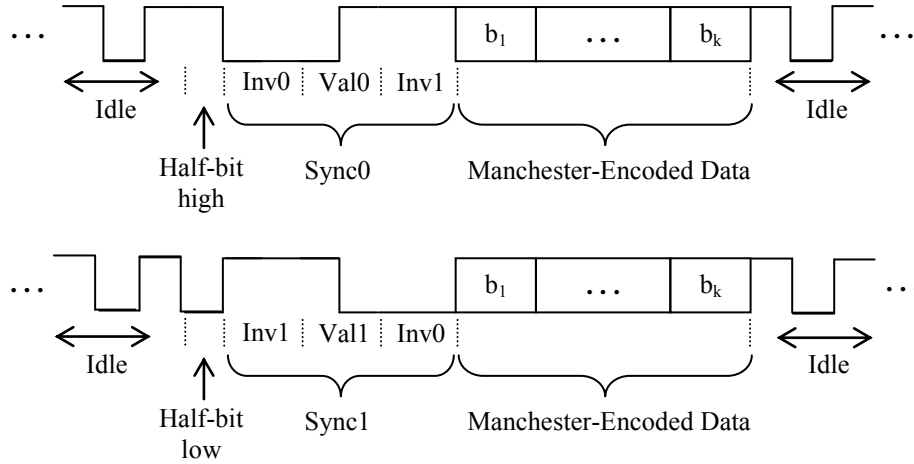 … b₁ … bₖ …
Inv0 Val0 Inv1
Idle Idle
Half-bit
high
Sync0 Manchester-Encoded Data
… b₁ … bₖ …
Inv1 Val1 Inv0
Idle Idle
Half-bit
low
Sync1 Manchester-Encoded Data